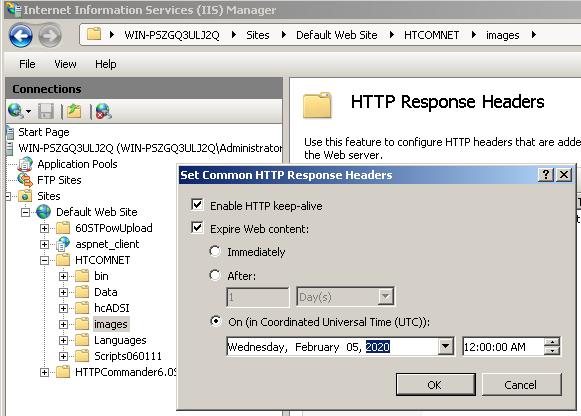 Internet Information Services (IIS) Manager
WIN-PSZGQ3ULJ2Q Sites Default Web Site HTCOMNET images
File View Help
Connections
HTTP Response Headers
Start Page
WIN-PSZGQ3ULJ2Q (WIN-PSZGQ3ULJ2Q\Administrator
Use this feature to configure HTTP headers that are adde
the Web server.
Application Pools
FTP Sites
Sites
Default Web Site
60STPowUpload
aspnet_client
HTCOMNET
bin
Data
hcADSI
images
Languages
Scripts060111
HTTPCommander6.0S
Set Common HTTP Response Headers
Enable HTTP keep-alive
Expire Web content:
Immediately
After:
1 Day(s)
On (in Coordinated Universal Time (UTC)):
Wednesday, February 05, 2020 12:00:00 AM
OK Cancel